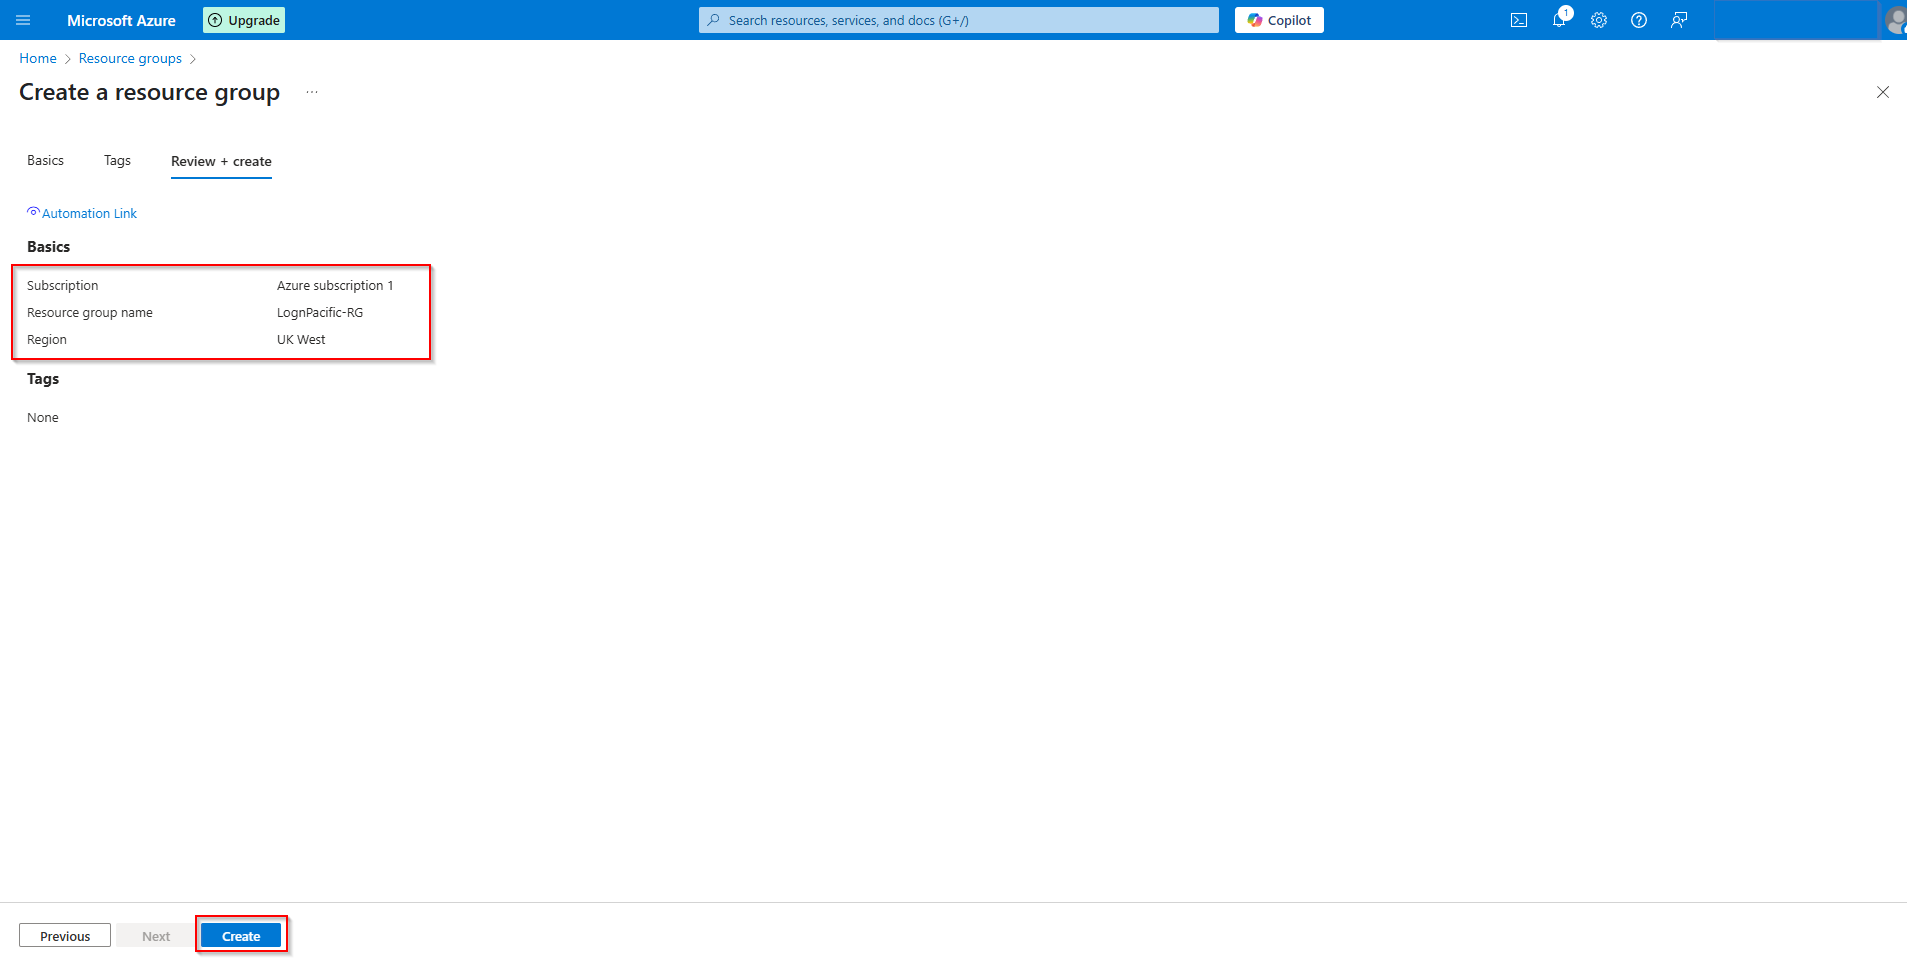 Microsoft Azure Upgrade Search resources, services, and docs (G+/) Copilot 1
Home > Resource groups >
Create a resource group ...
Basics Tags Review + create
Automation Link
Basics
Subscription Azure subscription 1
Resource group name LognPacific-RG
Region UK West
Tags
None
Previous Next Create